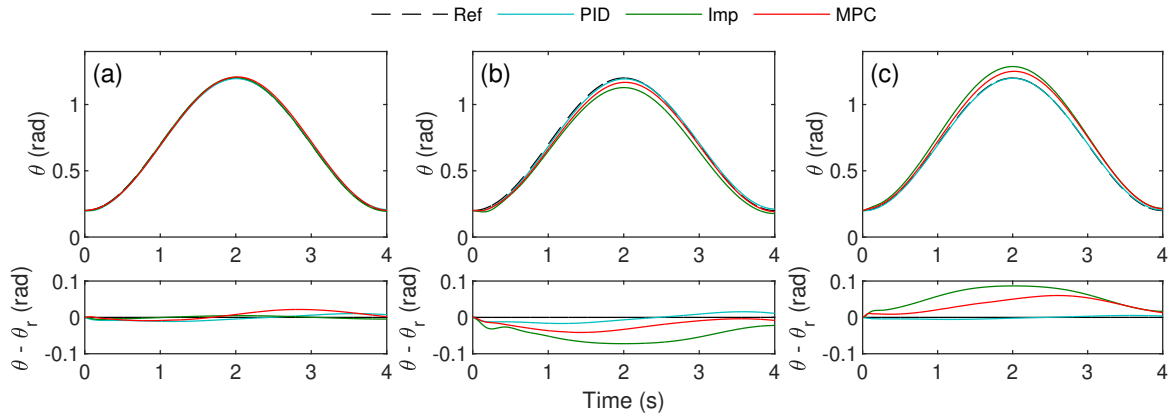 Ref PID Imp MPC
(a) (b) (c)
θ (rad) θ (rad) θ (rad)
1 1 1
0.5 0.5 0.5
0 0 0
0 1 2 3 4 0 1 2 3 4 0 1 2 3 4
θ - θr (rad) θ - θr (rad) θ - θr (rad)
0.1 0.1 0.1
0 0 0
-0.1 -0.1 -0.1
0 1 2 3 4 0 1 2 3 4 0 1 2 3 4
Time (s)